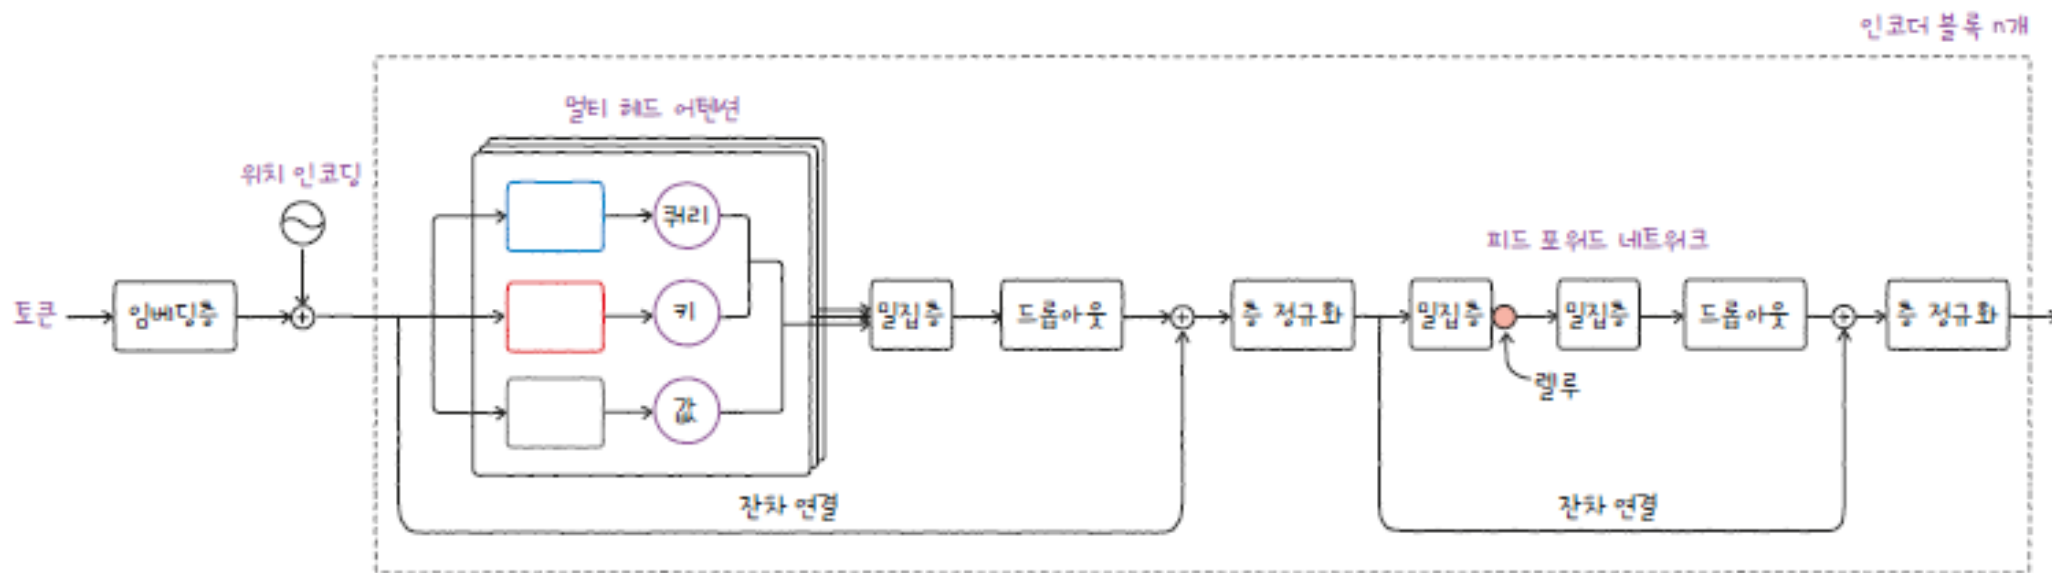 인코더 블록 n개
멀티 헤드 어텐션
위치 인코딩
쿼리
피드 포워드 네트워크
토큰
임베딩층
키
밀집층
드롭아웃
층 정규화
밀집층
밀집층
드롭아웃
층 정규화
렐루
값
잔차 연결
잔차 연결